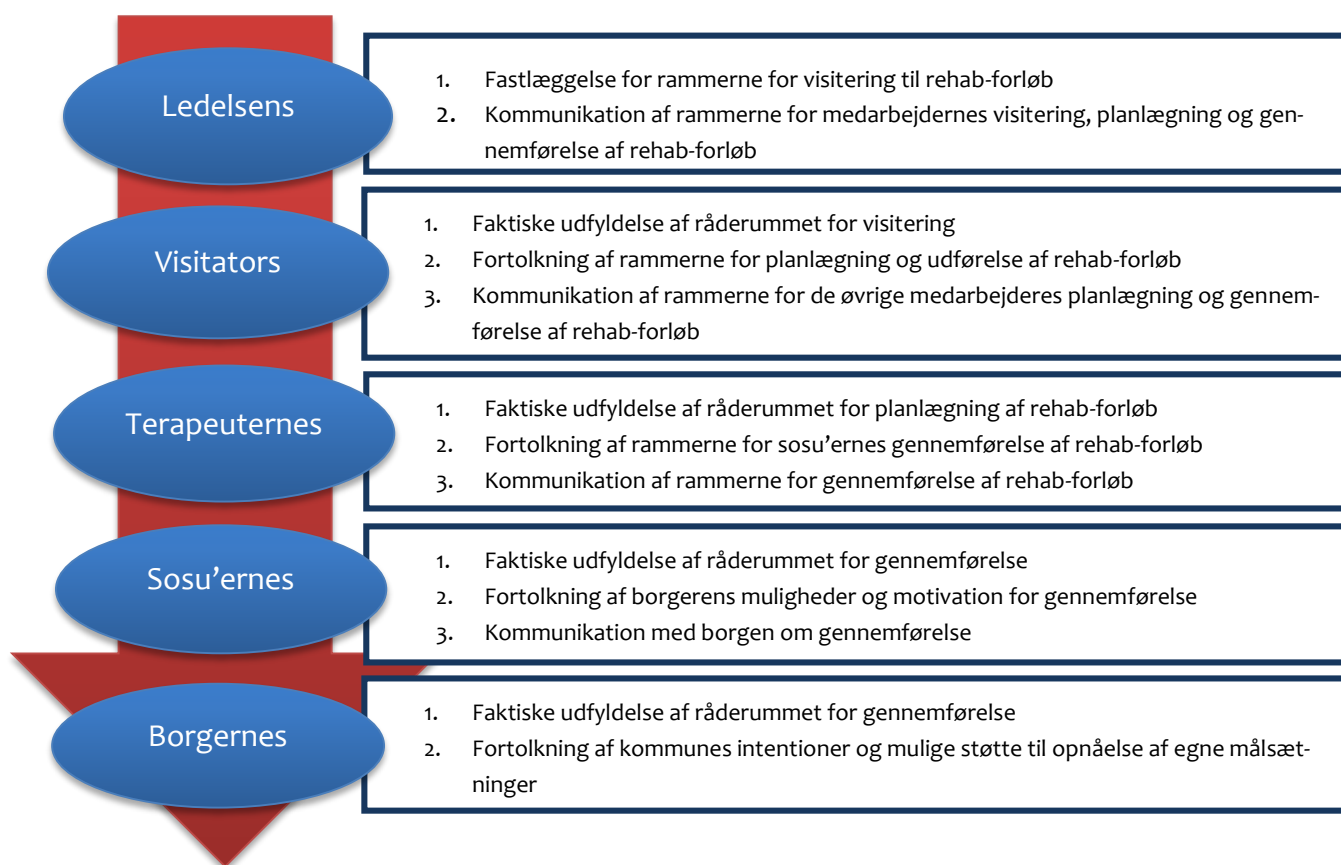 Ledelsens
1. Fastlæggelse for rammerne for visitering til rehab-forløb
2. Kommunikation af rammerne for medarbejdernes visitering, planlægning og gen-
nemførelse af rehab-forløb
Visitators
1. Faktiske udfyldelse af råderummet for visitering
2. Fortolkning af rammerne for planlægning og udførelse af rehab-forløb
3. Kommunikation af rammerne for de øvrige medarbejderes planlægning og gennem-
førelse af rehab-forløb
Terapeuternes
1. Faktiske udfyldelse af råderummet for planlægning af rehab-forløb
2. Fortolkning af rammerne for sosu’ernes gennemførelse af rehab-forløb
3. Kommunikation af rammerne for gennemførelse af rehab-forløb
Sosu’ernes
1. Faktiske udfyldelse af råderummet for gennemførelse
2. Fortolkning af borgerens muligheder og motivation for gennemførelse
3. Kommunikation med borgen om gennemførelse
Borgernes
1. Faktiske udfyldelse af råderummet for gennemførelse
2. Fortolkning af kommunes intentioner og mulige støtte til opnåelse af egne målsæt-
ninger